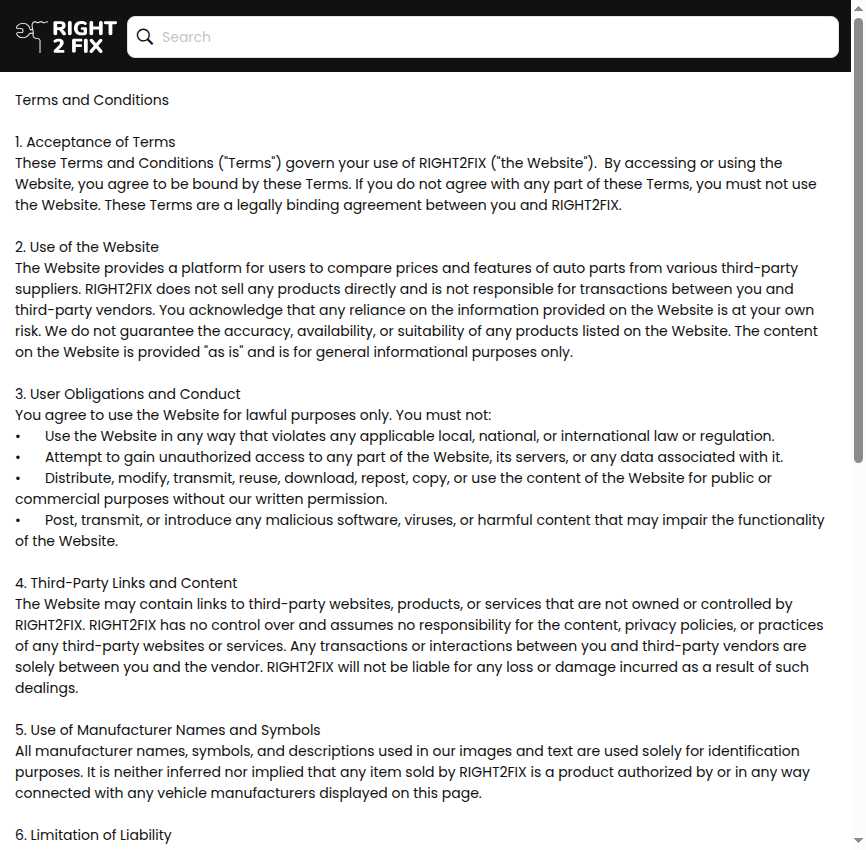 RIGHT
2 FIX
Search
Terms and Conditions
1. Acceptance of Terms
These Terms and Conditions ("Terms") govern your use of RIGHT2FIX ("the Website").  By accessing or using the
Website, you agree to be bound by these Terms. If you do not agree with any part of these Terms, you must not use
the Website. These Terms are a legally binding agreement between you and RIGHT2FIX.
2. Use of the Website
The Website provides a platform for users to compare prices and features of auto parts from various third-party
suppliers. RIGHT2FIX does not sell any products directly and is not responsible for transactions between you and
third-party vendors. You acknowledge that any reliance on the information provided on the Website is at your own
risk. We do not guarantee the accuracy, availability, or suitability of any products listed on the Website. The content
on the Website is provided "as is" and is for general informational purposes only.
3. User Obligations and Conduct
You agree to use the Website for lawful purposes only. You must not:
• Use the Website in any way that violates any applicable local, national, or international law or regulation.
• Attempt to gain unauthorized access to any part of the Website, its servers, or any data associated with it.
• Distribute, modify, transmit, reuse, download, repost, copy, or use the content of the Website for public or
commercial purposes without our written permission.
• Post, transmit, or introduce any malicious software, viruses, or harmful content that may impair the functionality
of the Website.
4. Third-Party Links and Content
The Website may contain links to third-party websites, products, or services that are not owned or controlled by
RIGHT2FIX. RIGHT2FIX has no control over and assumes no responsibility for the content, privacy policies, or practices
of any third-party websites or services. Any transactions or interactions between you and third-party vendors are
solely between you and the vendor. RIGHT2FIX will not be liable for any loss or damage incurred as a result of such
dealings.
5. Use of Manufacturer Names and Symbols
All manufacturer names, symbols, and descriptions used in our images and text are used solely for identification
purposes. It is neither inferred nor implied that any item sold by RIGHT2FIX is a product authorized by or in any way
connected with any vehicle manufacturers displayed on this page.
6. Limitation of Liability